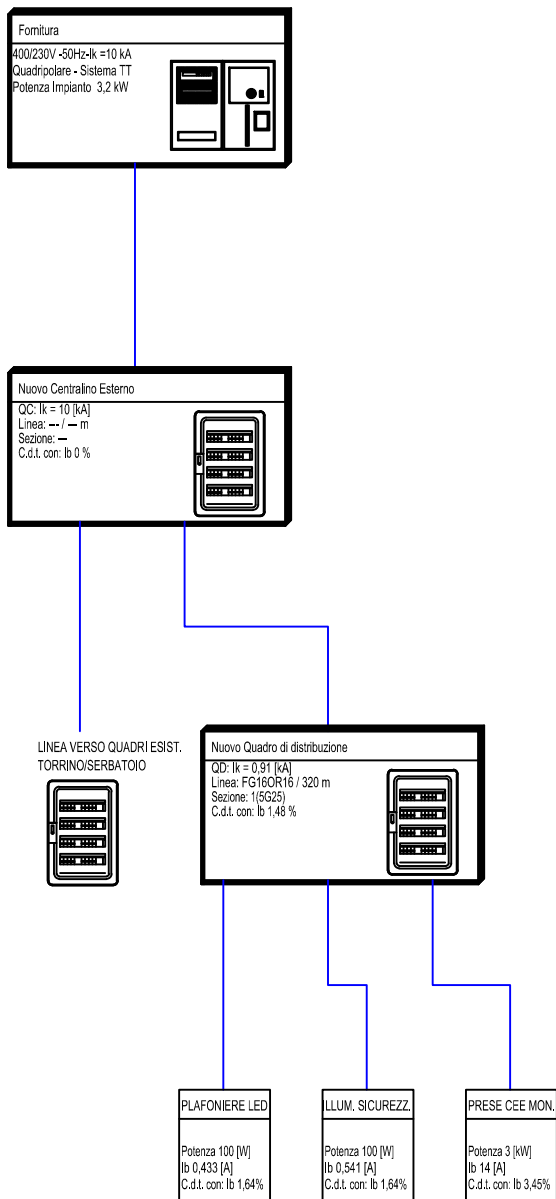 Fornitura
400/230V -50Hz-Ik =10 kA
Quadripolare - Sistema TT
Potenza Impianto 3,2 kW
Nuovo Centralino Esterno
QC: Ik = 10 [kA]
Linea: -- / --- m
Sezione: ---
C.d.t. con: Ib 0 %
LINEA VERSO QUADRI ESIST.
TORRINO/SERBATOIO
Nuovo Quadro di distribuzione
QD: Ik = 0,91 [kA]
Linea: FG16OR16 / 320 m
Sezione: 1(5G25)
C.d.t. con: Ib 1,48 %
PLAFONIERE LED
Potenza 100 [W]
Ib 0,433 [A]
C.d.t. con: Ib 1,64%
ILLUM. SICUREZZ.
Potenza 100 [W]
Ib 0,541 [A]
C.d.t. con: Ib 1,64%
PRESE CEE MON.
Potenza 3 [kW]
Ib 14 [A]
C.d.t. con: Ib 3,45%